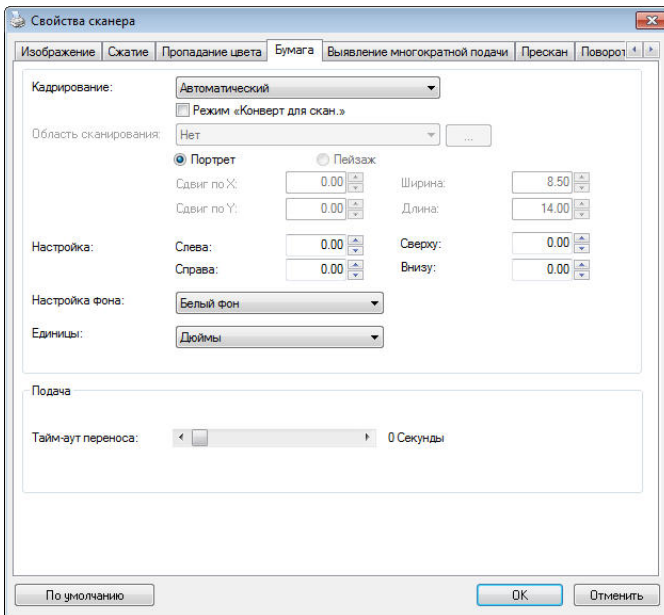 Свойства сканера
Изображение Сжатие Пропадание цвета Бумага Выявление многократной подачи Прескан Поворот
Кадрирование: Автоматический
Режим «Конверт для скан.»
Область сканирования: Нет ...
Портрет Пейзаж
Сдвиг по X: 0.00 Ширина: 8.50
Сдвиг по Y: 0.00 Длина: 14.00
Настройка: Слева: 0.00 Сверху: 0.00
Справа: 0.00 Внизу: 0.00
Настройка фона: Белый фон
Единицы: Дюймы
Подача
Тайм-аут переноса: 0 Секунды
По умолчанию OK Отменить